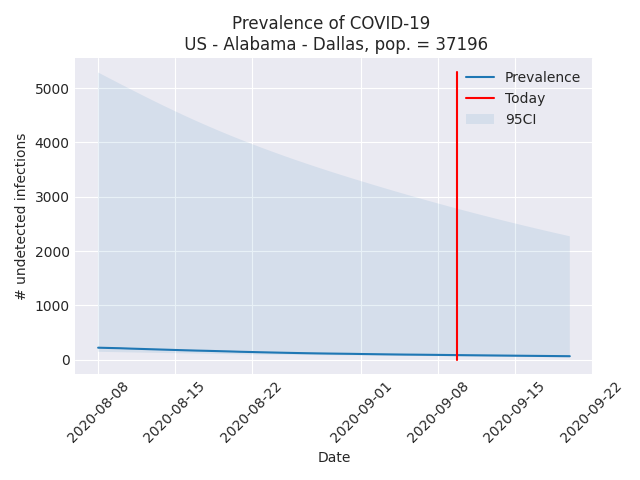 Prevalence of COVID-19
US - Alabama - Dallas, pop. = 37196
Prevalence
Today
95CI
5000
4000
3000
2000
1000
0
# undetected infections
2020-08-08
2020-08-15
2020-08-22
2020-09-01
2020-09-08
2020-09-15
2020-09-22
Date